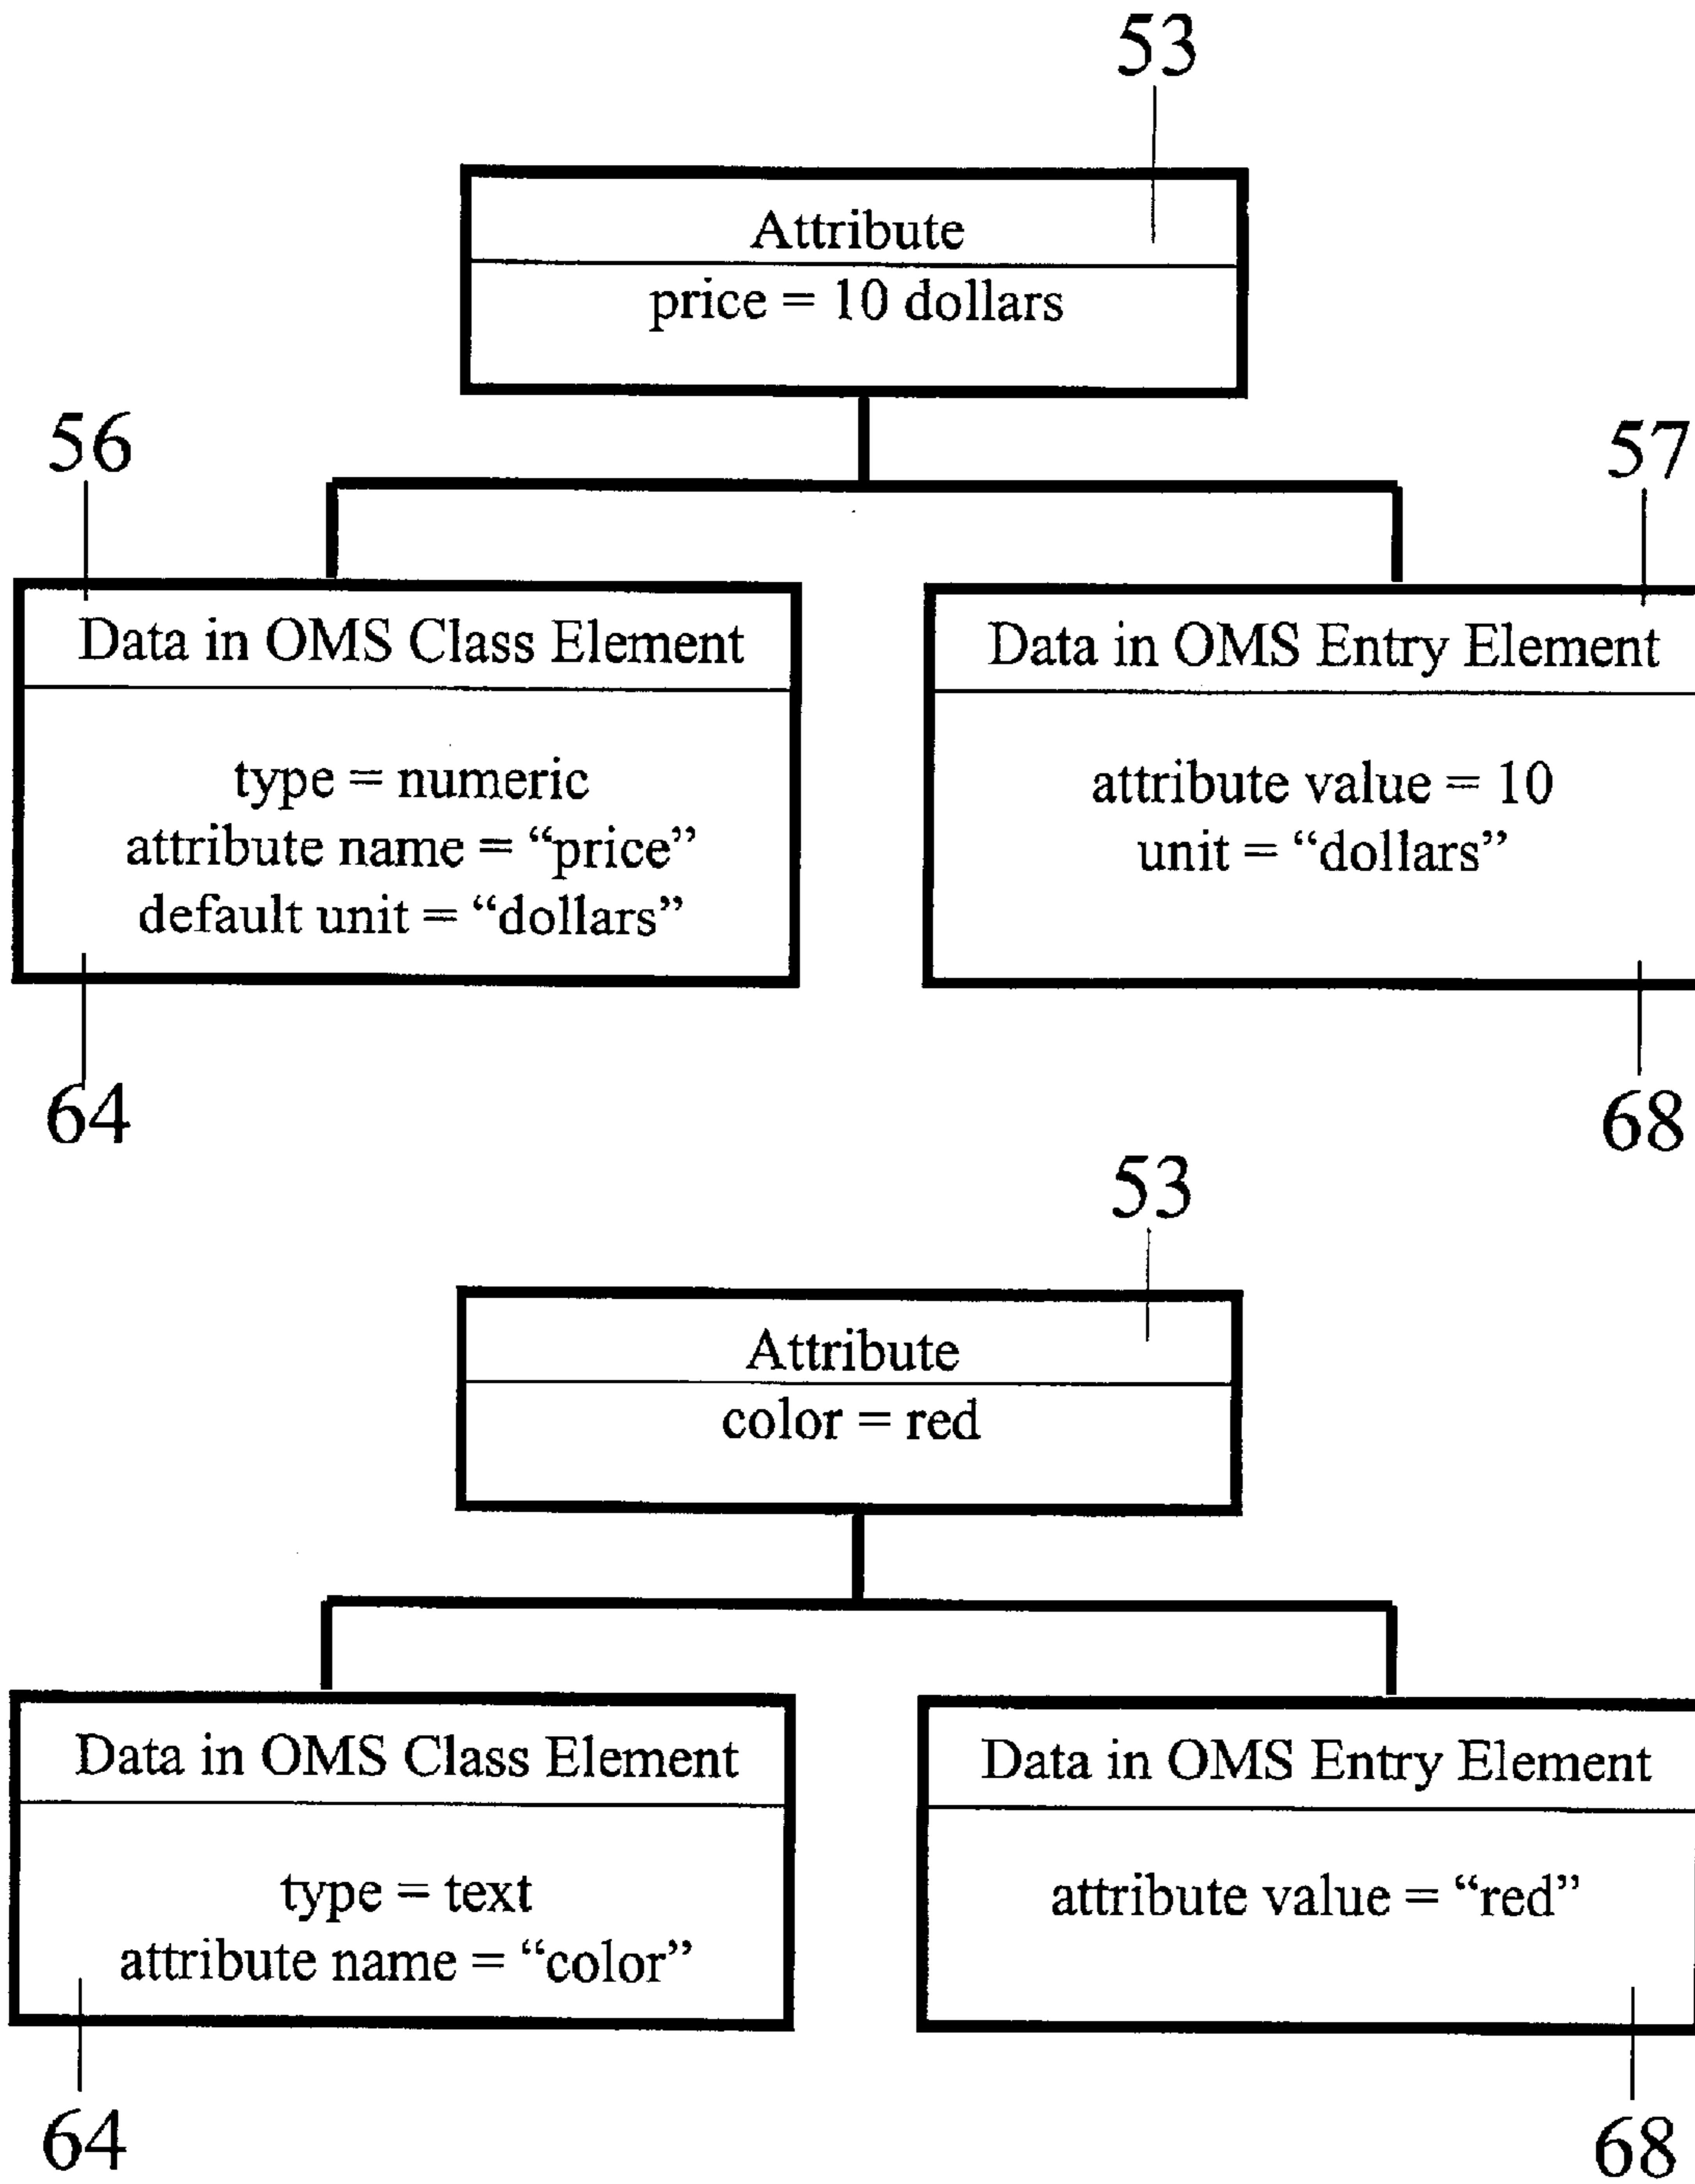 53
Attribute
price = 10 dollars
56
57
Data in OMS Class Element
type = numeric
attribute name = “price”
default unit = “dollars”
Data in OMS Entry Element
attribute value = 10
unit = “dollars”
64
68
53
Attribute
color = red
Data in OMS Class Element
type = text
attribute name = “color”
Data in OMS Entry Element
attribute value = “red”
64
68